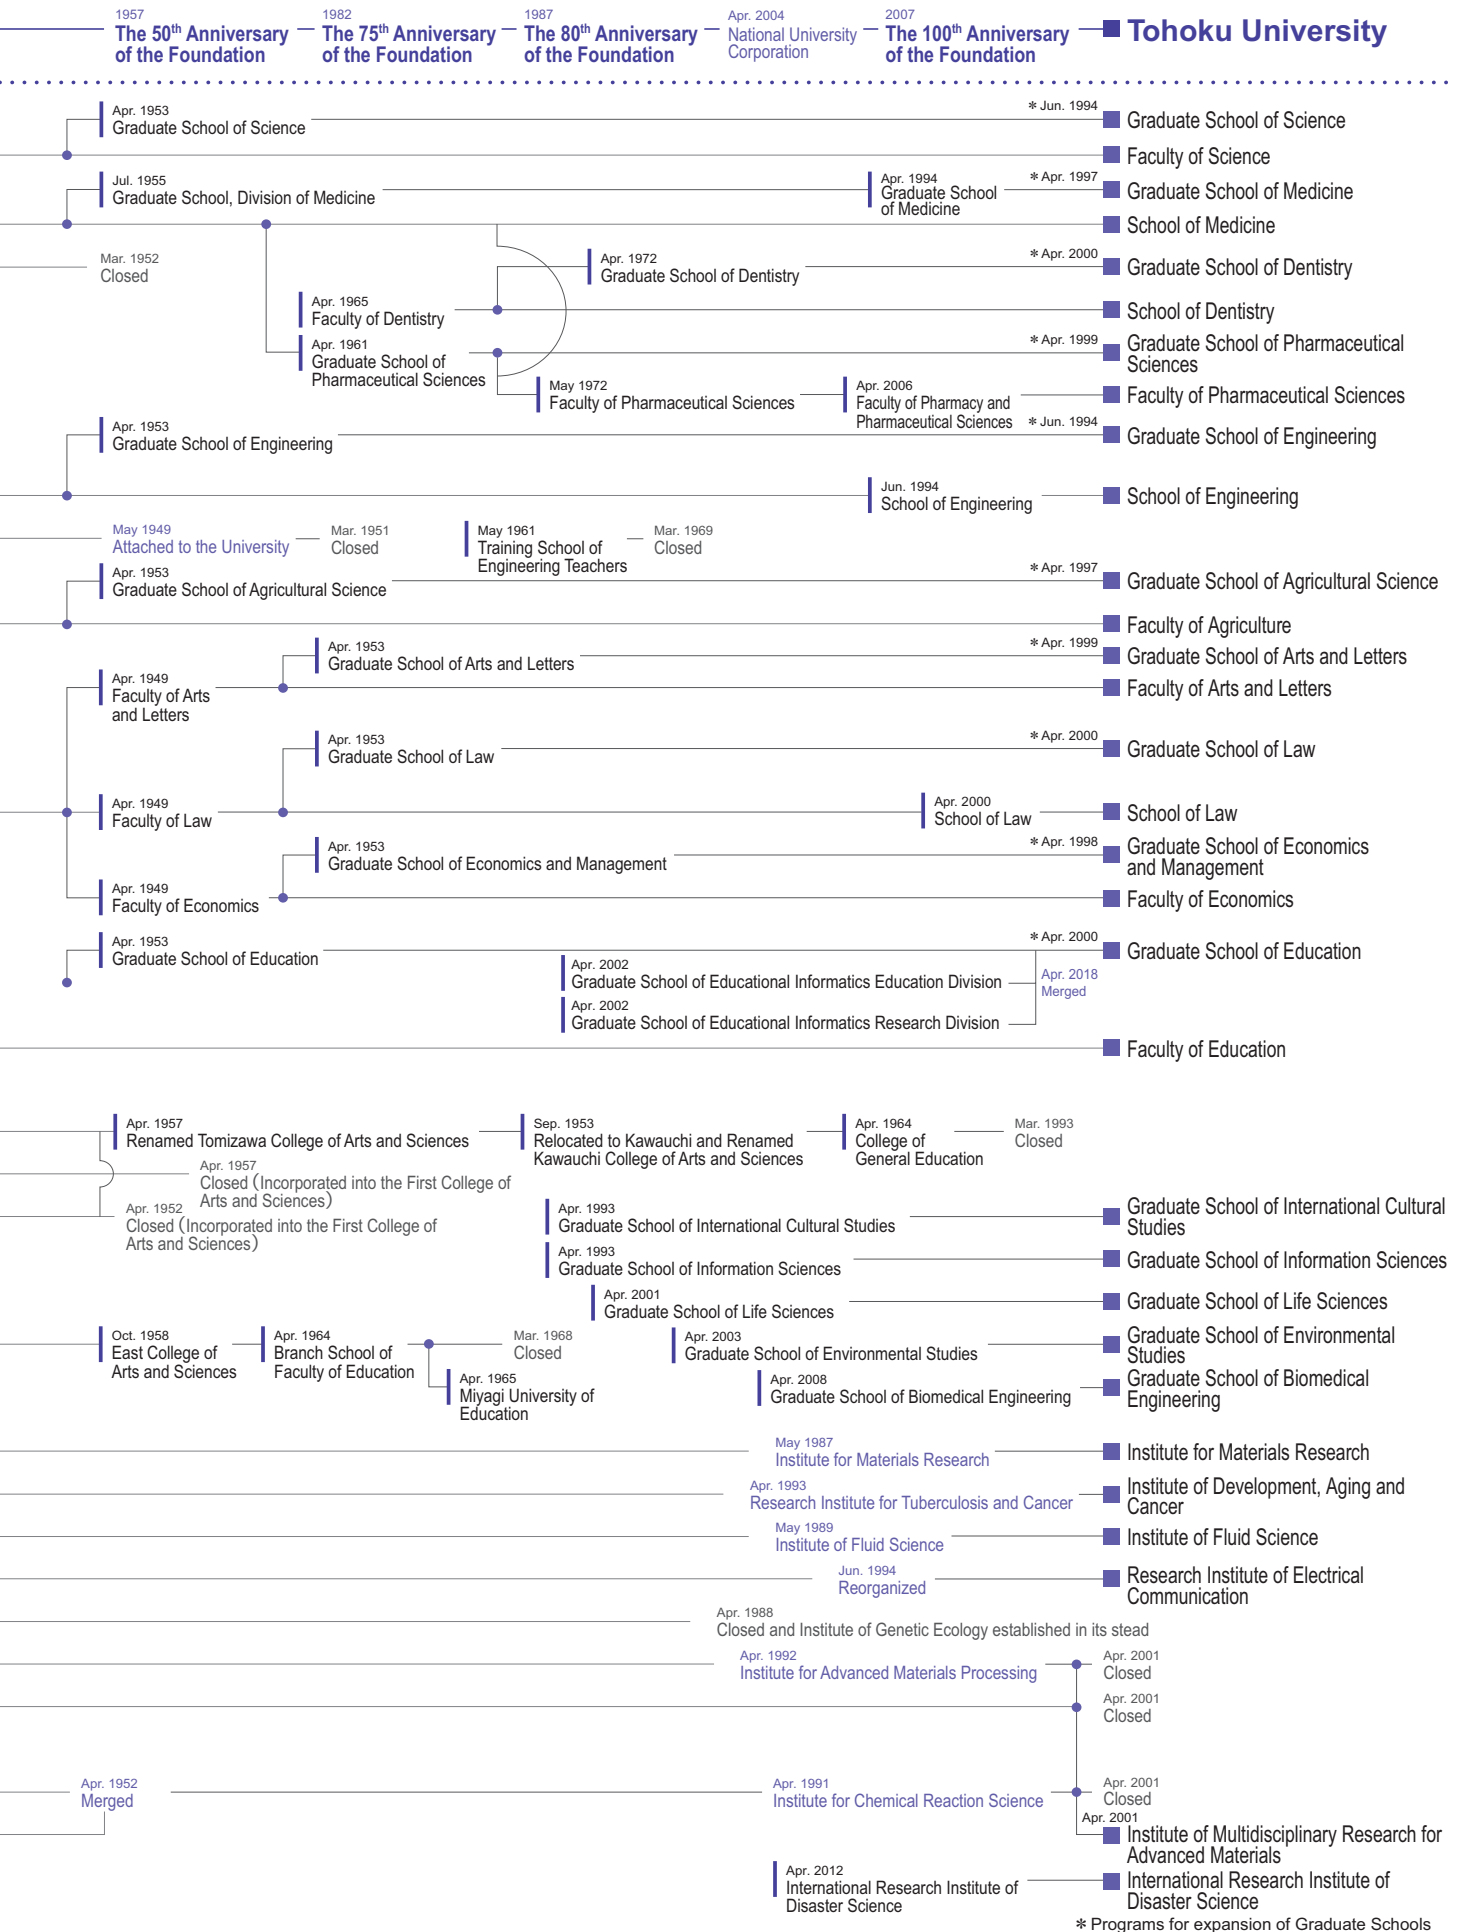 1957
The 50th Anniversary
of the Foundation
1982
The 75th Anniversary
of the Foundation
1987
The 80th Anniversary
of the Foundation
Apr. 2004
National University
Corporation
2007
The 100th Anniversary
of the Foundation
Tohoku University
Apr. 1953
Graduate School of Science
* Jun. 1994
Graduate School of Science
Faculty of Science
Jul. 1955
Graduate School, Division of Medicine
Apr. 1994
Graduate School
of Medicine
* Apr. 1997
Graduate School of Medicine
School of Medicine
Mar. 1952
Closed
Apr. 1972
Graduate School of Dentistry
* Apr. 2000
Graduate School of Dentistry
Apr. 1965
Faculty of Dentistry
School of Dentistry
Apr. 1961
Graduate School of
Pharmaceutical Sciences
* Apr. 1999
Graduate School of Pharmaceutical
Sciences
May 1972
Faculty of Pharmaceutical Sciences
Apr. 2006
Faculty of Pharmacy and
Pharmaceutical Sciences
Faculty of Pharmaceutical Sciences
Apr. 1953
Graduate School of Engineering
* Jun. 1994
Graduate School of Engineering
Jun. 1994
School of Engineering
School of Engineering
May 1949
Attached to the University
Mar. 1951
Closed
May 1961
Training School of
Engineering Teachers
Mar. 1969
Closed
Apr. 1953
Graduate School of Agricultural Science
* Apr. 1997
Graduate School of Agricultural Science
Faculty of Agriculture
Apr. 1953
Graduate School of Arts and Letters
* Apr. 1999
Graduate School of Arts and Letters
Apr. 1949
Faculty of Arts
and Letters
Faculty of Arts and Letters
Apr. 1953
Graduate School of Law
* Apr. 2000
Graduate School of Law
Apr. 1949
Faculty of Law
Apr. 2000
School of Law
School of Law
Apr. 1953
Graduate School of Economics and Management
* Apr. 1998
Graduate School of Economics
and Management
Apr. 1949
Faculty of Economics
Faculty of Economics
Apr. 1953
Graduate School of Education
* Apr. 2000
Graduate School of Education
Apr. 2002
Graduate School of Educational Informatics Education Division
Apr. 2018
Merged
Apr. 2002
Graduate School of Educational Informatics Research Division
Faculty of Education
Apr. 1957
Renamed Tomizawa College of Arts and Sciences
Sep. 1953
Relocated to Kawauchi and Renamed
Kawauchi College of Arts and Sciences
Apr. 1964
College of
General Education
Mar. 1993
Closed
Apr. 1957
Closed (Incorporated into the First College of
Arts and Sciences)
Apr. 1952
Closed (Incorporated into the First College of
Arts and Sciences)
Apr. 1993
Graduate School of International Cultural Studies
Graduate School of International Cultural
Studies
Apr. 1993
Graduate School of Information Sciences
Graduate School of Information Sciences
Apr. 2001
Graduate School of Life Sciences
Graduate School of Life Sciences
Oct. 1958
East College of
Arts and Sciences
Apr. 1964
Branch School of
Faculty of Education
Mar. 1968
Closed
Apr. 1965
Miyagi University of
Education
Apr. 2003
Graduate School of Environmental Studies
Graduate School of Environmental
Studies
Apr. 2008
Graduate School of Biomedical Engineering
Graduate School of Biomedical
Engineering
May 1987
Institute for Materials Research
Institute for Materials Research
Apr. 1993
Research Institute for Tuberculosis and Cancer
Institute of Development, Aging and
Cancer
May 1989
Institute of Fluid Science
Institute of Fluid Science
Jun. 1994
Reorganized
Research Institute of Electrical
Communication
Apr. 1988
Closed and Institute of Genetic Ecology established in its stead
Apr. 1992
Institute for Advanced Materials Processing
Apr. 2001
Closed
Apr. 2001
Closed
Apr. 1952
Merged
Apr. 1991
Institute for Chemical Reaction Science
Apr. 2001
Closed
Apr. 2001
Institute of Multidisciplinary Research for
Advanced Materials
Apr. 2012
International Research Institute of
Disaster Science
International Research Institute of
Disaster Science
* Programs for expansion of Graduate Schools